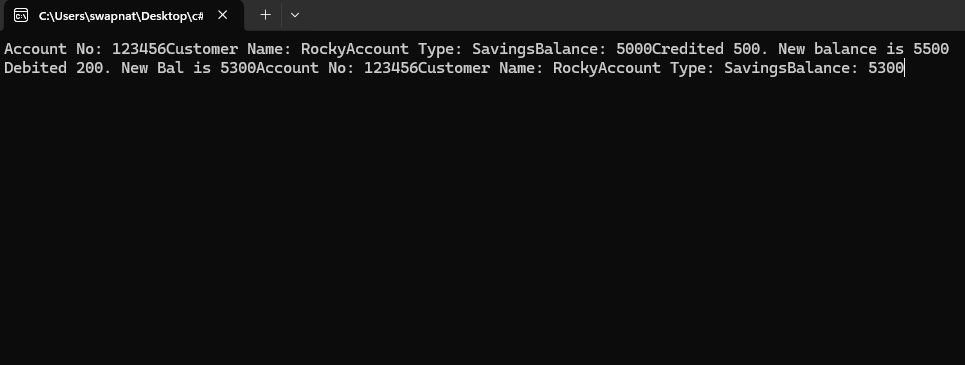 C:\Users\swapnat\Desktop\c#
Account No: 123456Customer Name: RockyAccount Type: SavingsBalance: 5000Credited 500. New balance is 5500
Debited 200. New Bal is 5300Account No: 123456Customer Name: RockyAccount Type: SavingsBalance: 5300